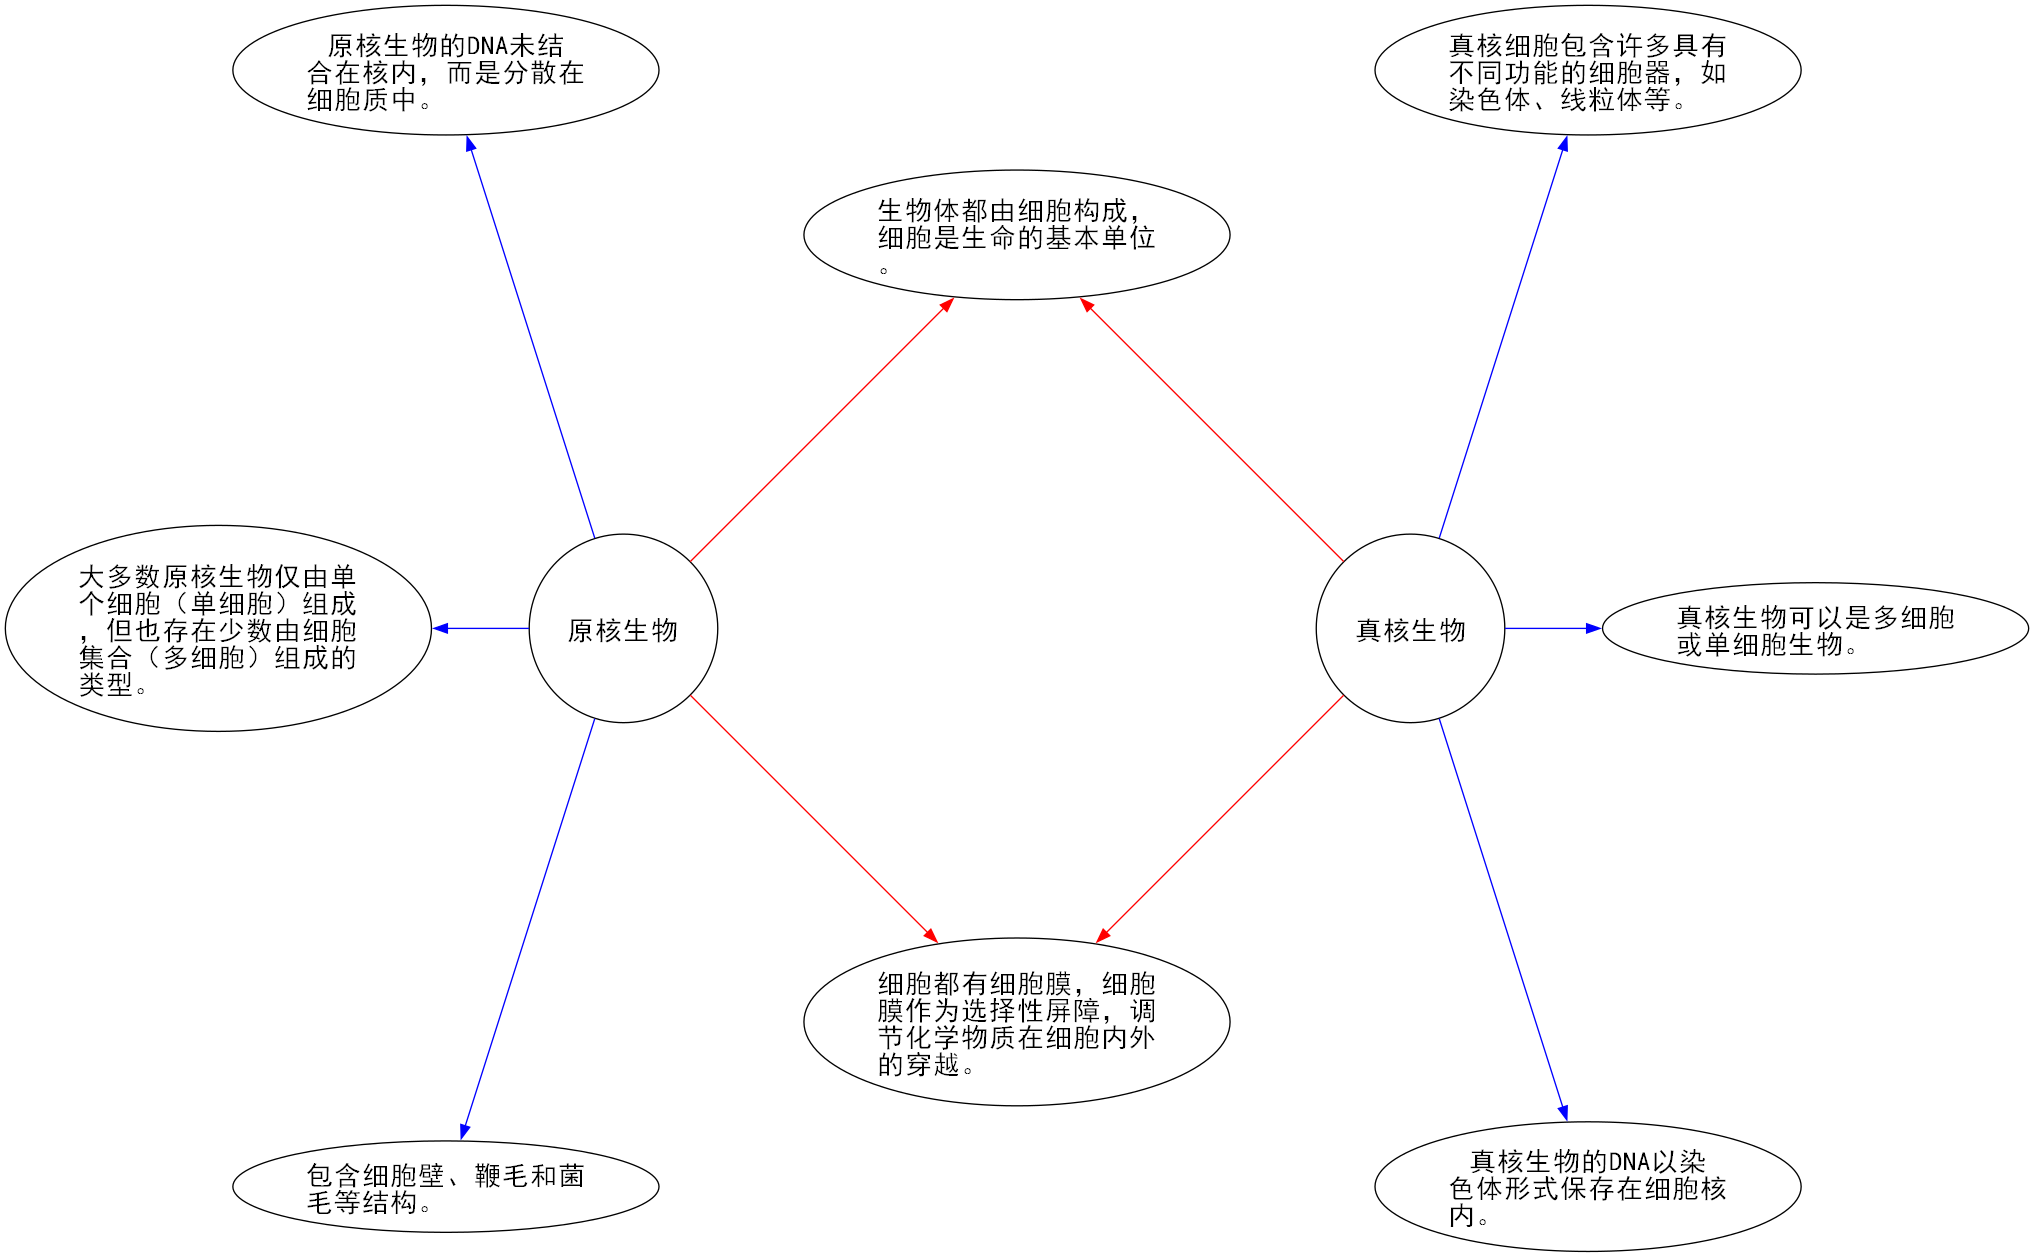 原核生物的DNA未结
合在核内，而是分散在
细胞质中。
真核细胞包含许多具有
不同功能的细胞器，如
染色体、线粒体等。
生物体都由细胞构成，
细胞是生命的基本单位
。
大多数原核生物仅由单
个细胞（单细胞）组成
，但也存在少数由细胞
集合（多细胞）组成的
类型。
原核生物
真核生物
真核生物可以是多细胞
或单细胞生物。
细胞都有细胞膜，细胞
膜作为选择性屏障，调
节化学物质在细胞内外
的穿越。
包含细胞壁、鞭毛和菌
毛等结构。
真核生物的DNA以染
色体形式保存在细胞核
内。